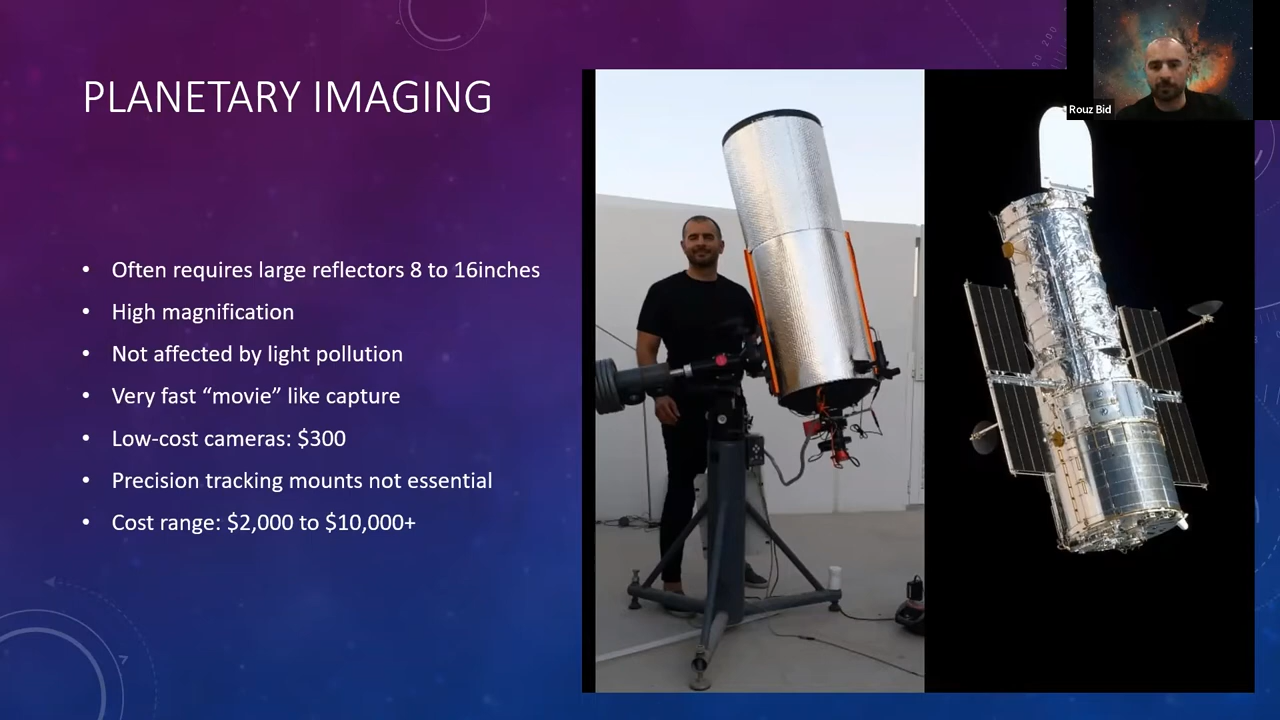 PLANETARY IMAGING
• Often requires large reflectors 8 to 16inches
• High magnification
• Not affected by light pollution
• Very fast “movie” like capture
• Low-cost cameras: $300
• Precision tracking mounts not essential
• Cost range: $2,000 to $10,000+
Rouz Bid